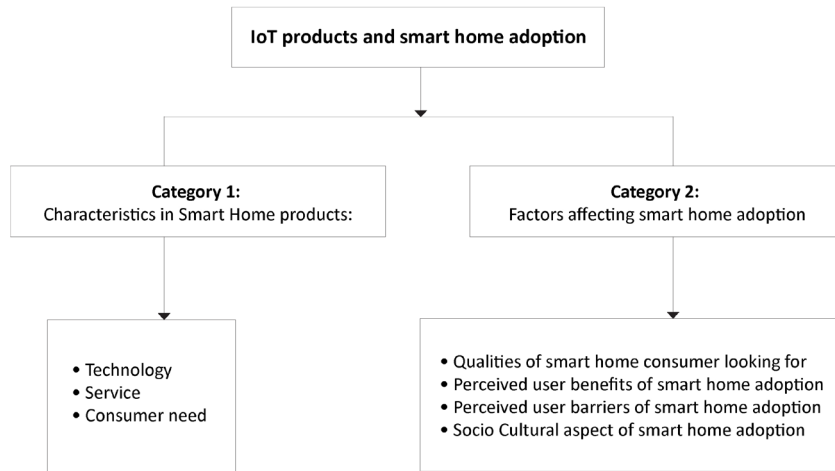 IoT products and smart home adoption
Category 1:
Characteristics in Smart Home products:
Category 2:
Factors affecting smart home adoption
• Technology
• Service
• Consumer need
• Qualities of smart home consumer looking for
• Perceived user benefits of smart home adoption
• Perceived user barriers of smart home adoption
• Socio Cultural aspect of smart home adoption